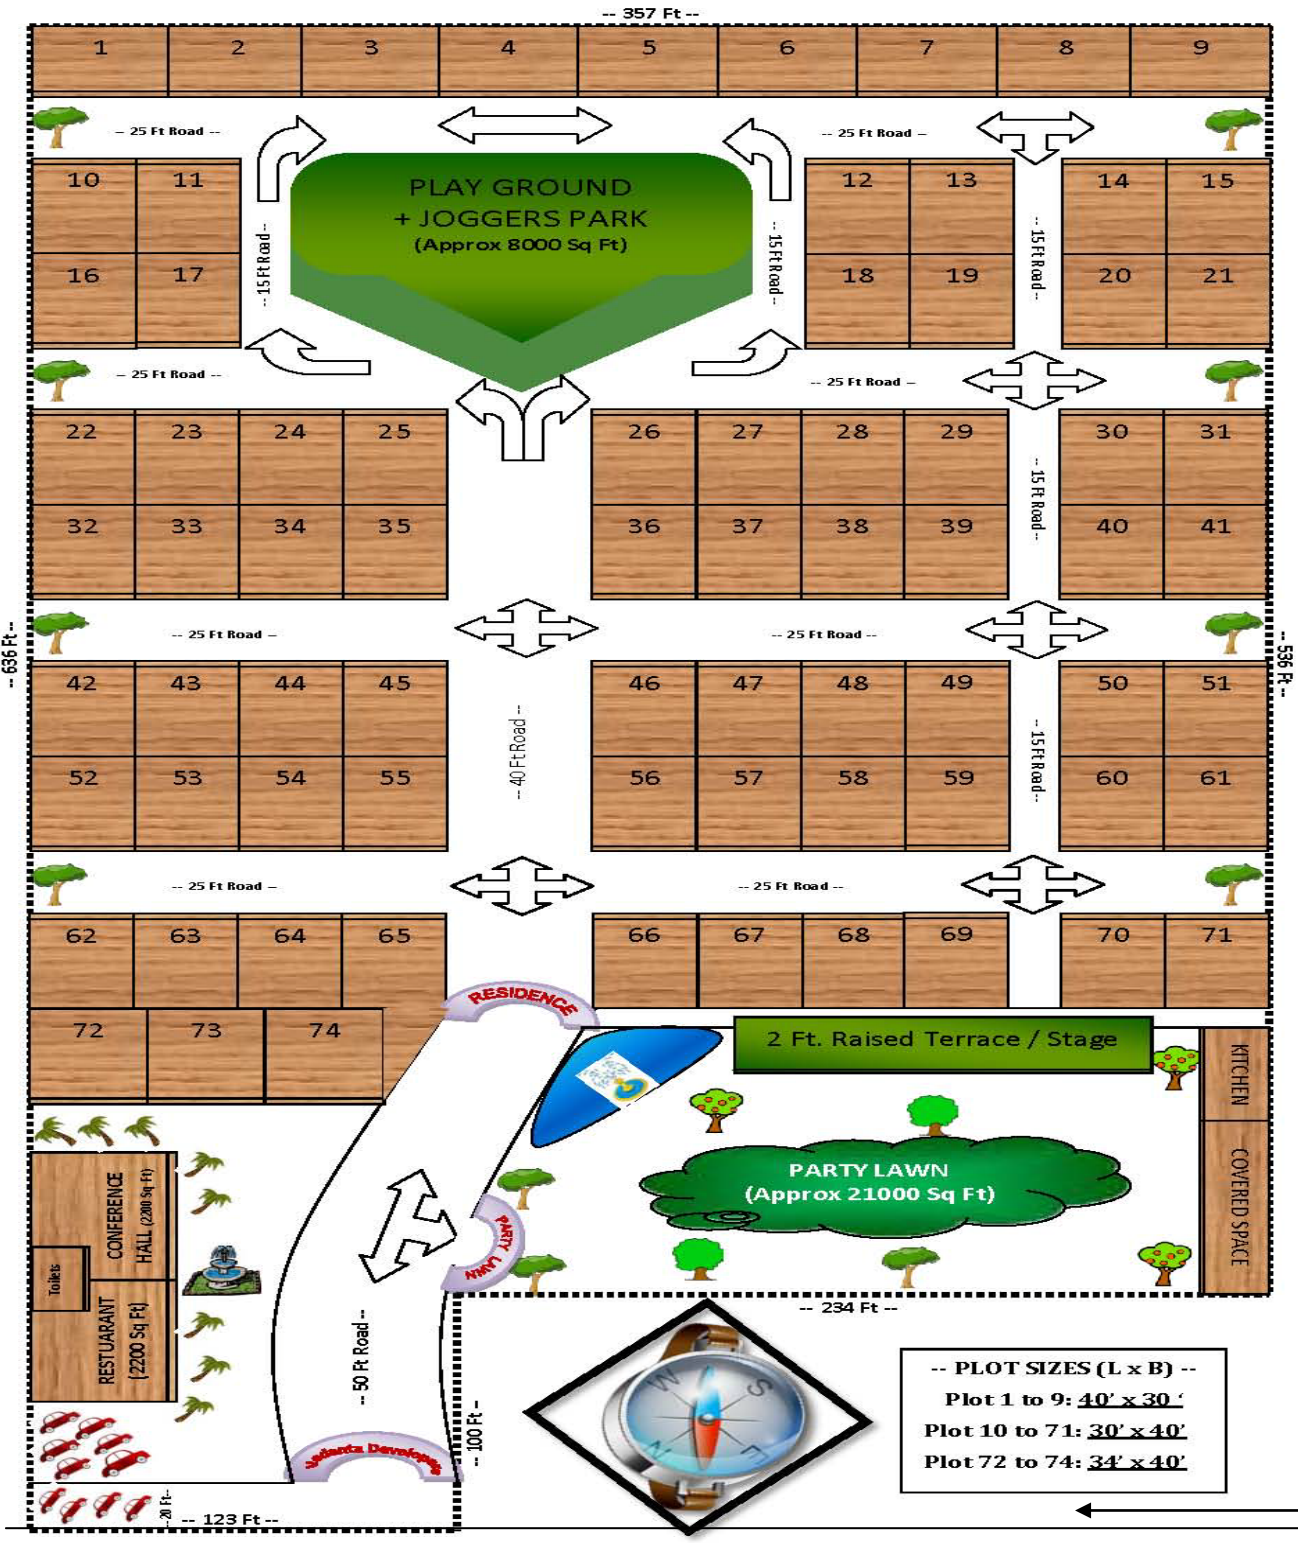 -- 357 Ft --
1 2 3 4 5 6 7 8 9
-- 25 Ft Road --
-- 25 Ft Road --
10 11
12 13 14 15
PLAY GROUND
+ JOGGERS PARK
(Approx 8000 Sq Ft)
-- 15 Ft Road --
-- 15 Ft Road --
-- 15 Ft Road --
16 17
18 19 20 21
-- 25 Ft Road --
-- 25 Ft Road --
22 23 24 25 26 27 28 29 30 31
-- 15 Ft Road --
32 33 34 35 36 37 38 39 40 41
-- 25 Ft Road --
-- 25 Ft Road --
-- 636 Ft --
-- 536 Ft --
42 43 44 45 46 47 48 49 50 51
-- 40 Ft Road --
-- 15 Ft Road --
52 53 54 55 56 57 58 59 60 61
-- 25 Ft Road --
-- 25 Ft Road --
62 63 64 65 66 67 68 69 70 71
RESIDENCE
72 73 74
2 Ft. Raised Terrace / Stage
KITCHEN
COVERED SPACE
PARTY LAWN
(Approx 21000 Sq Ft)
PARTY LAWN
CONFERENCE
HALL (2200 Sq Ft)
Toilets
RESTUARANT
(2200 Sq Ft)
-- 50 Ft Road --
-- 234 Ft --
-- 100 Ft --
W S N E
-- PLOT SIZES (L x B) --
Plot 1 to 9: 40’ x 30 ‘
Plot 10 to 71: 30’ x 40’
Plot 72 to 74: 34’ x 40’
Vedanta Developers
-- 20 Ft --
-- 123 Ft --